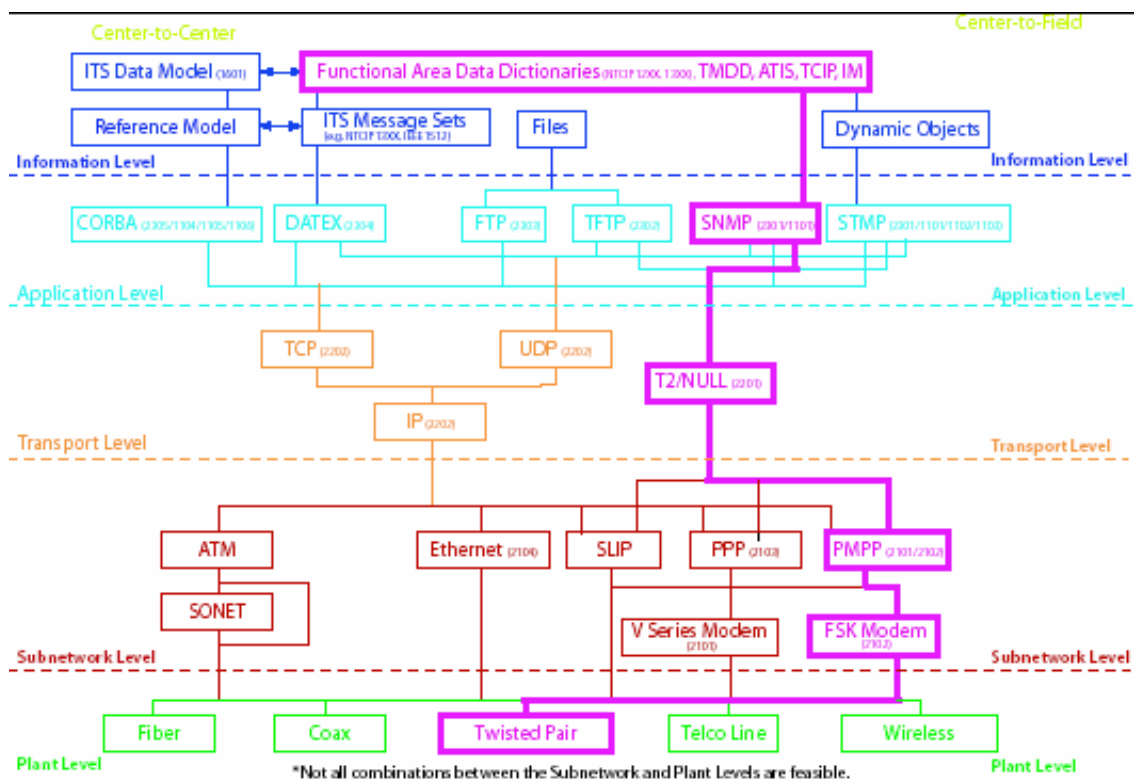 Center-to-Center
Center-to-Field
ITS Data Model (1601)
Functional Area Data Dictionaries (NTCIP 12XX, 13XX), TMDD, ATIS, TCIP, IM
Reference Model
ITS Message Sets
(e.g. NTCIP 13XX, IEEE 1512)
Files
Dynamic Objects
Information Level
Information Level
CORBA (2305/1104/1105/1106)
DATEX (2304)
FTP (2303)
TFTP (2302)
SNMP (2301/1101)
STMP (2301/1101/1102/1103)
Application Level
Application Level
TCP (2202)
UDP (2202)
T2/NULL (2201)
IP (2202)
Transport Level
Transport Level
ATM
Ethernet (2104)
SLIP
PPP (2103)
PMPP (2101/2102)
SONET
V Series Modem
(2101)
FSK Modem
(2102)
Subnetwork Level
Subnetwork Level
Fiber
Coax
Twisted Pair
Telco Line
Wireless
Plant Level
Plant Level
*Not all combinations between the Subnetwork and Plant Levels are feasible.